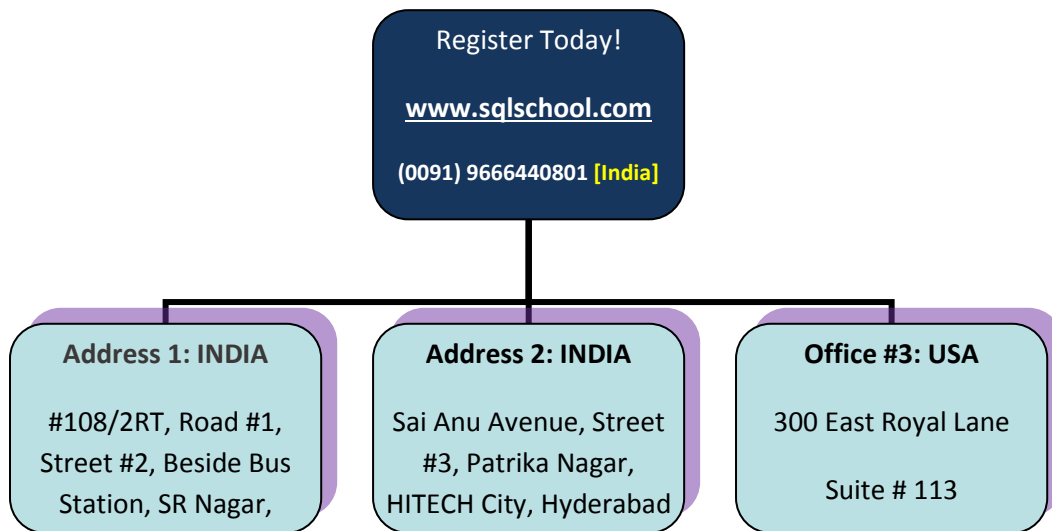 Register Today!
www.sqlschool.com
(0091) 9666440801 [India]
Address 1: INDIA
#108/2RT, Road #1,
Street #2, Beside Bus
Station, SR Nagar,
Address 2: INDIA
Sai Anu Avenue, Street
#3, Patrika Nagar,
HITECH City, Hyderabad
Office #3: USA
300 East Royal Lane
Suite # 113